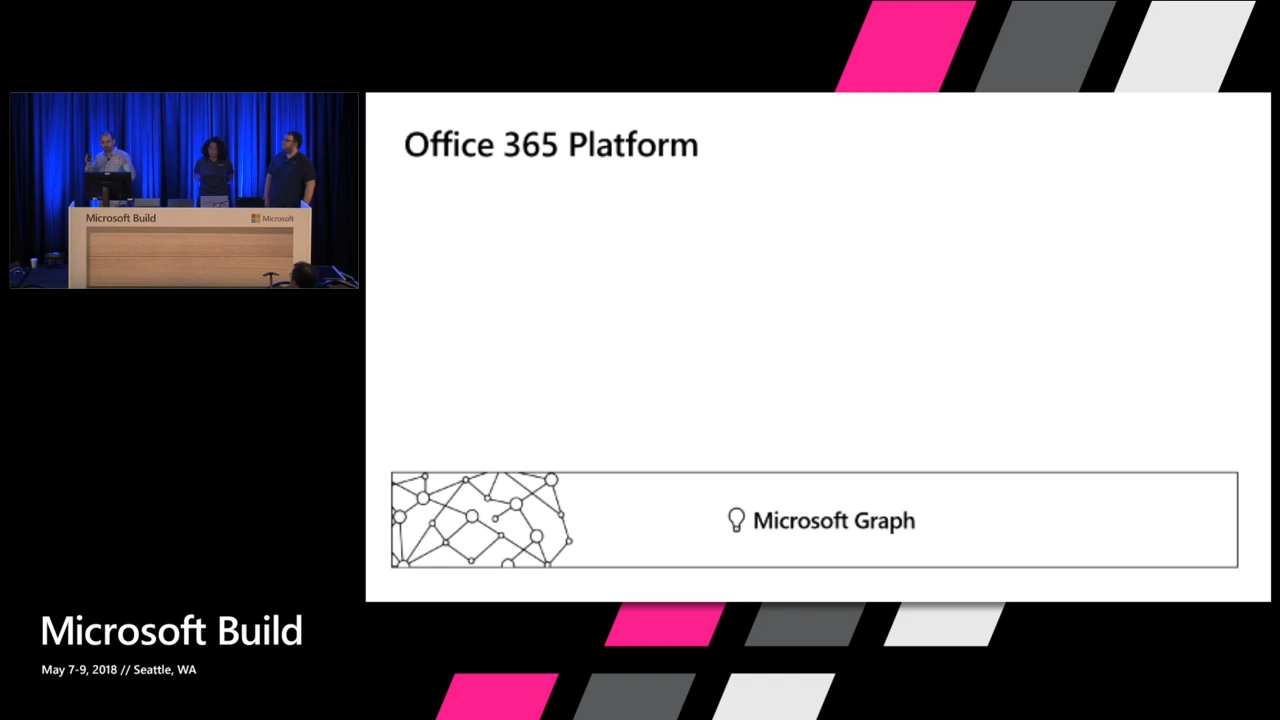 Office 365 Platform
Microsoft Build
Microsoft
Microsoft Graph
Microsoft Build
May 7-9, 2018 // Seattle, WA